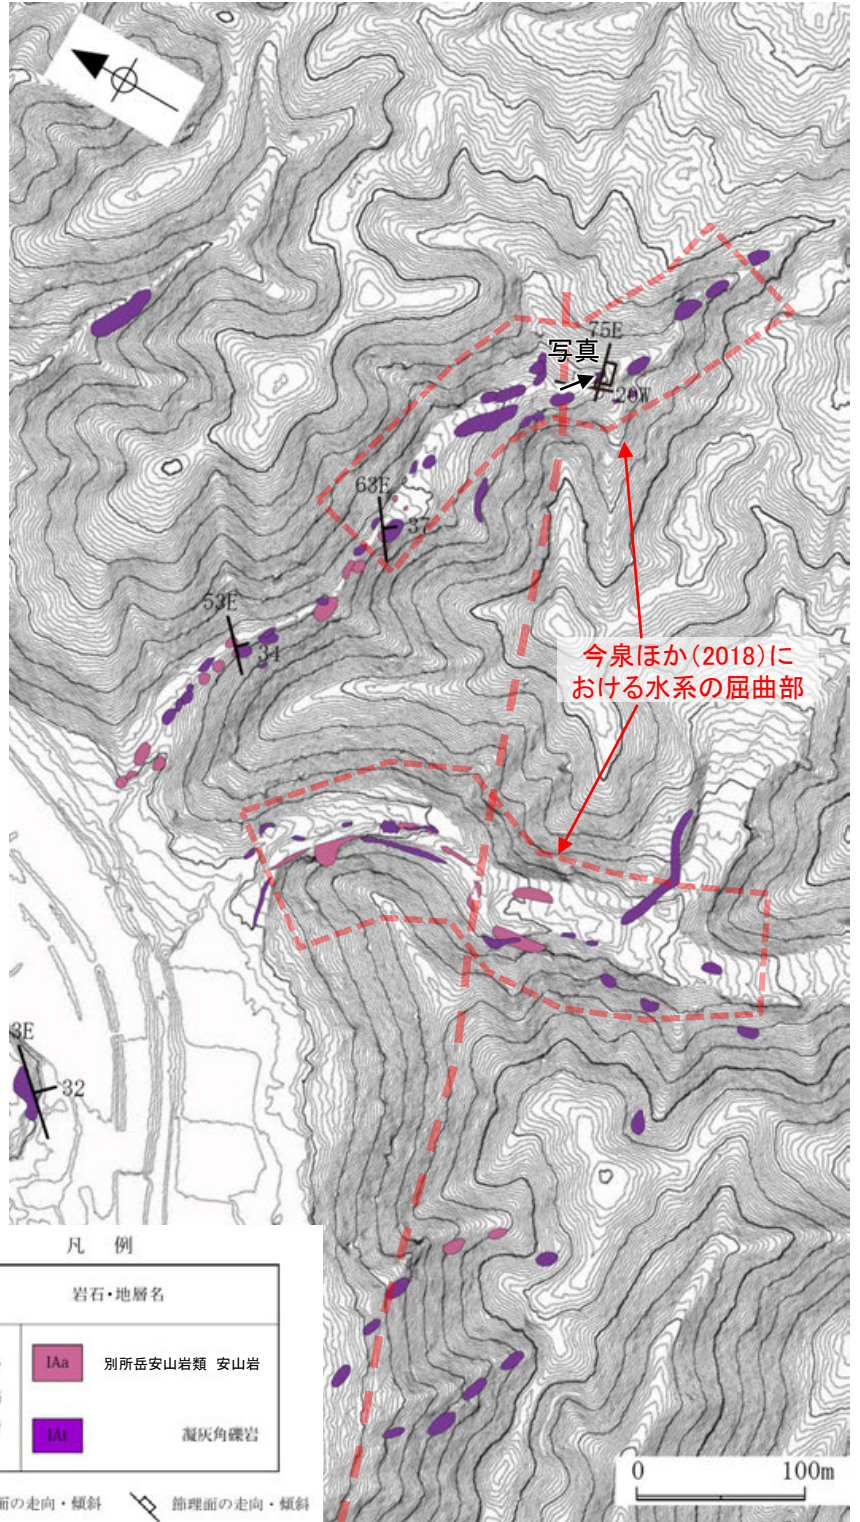 75E
写真
20W
63E
37
53E
34
今泉ほか(2018)に
おける水系の屈曲部
3E
32
凡 例
岩石・地層名
IAa 別所岳安山岩類 安山岩
IAt 凝灰角礫岩
面の走向・傾斜 節理面の走向・傾斜
0 100m